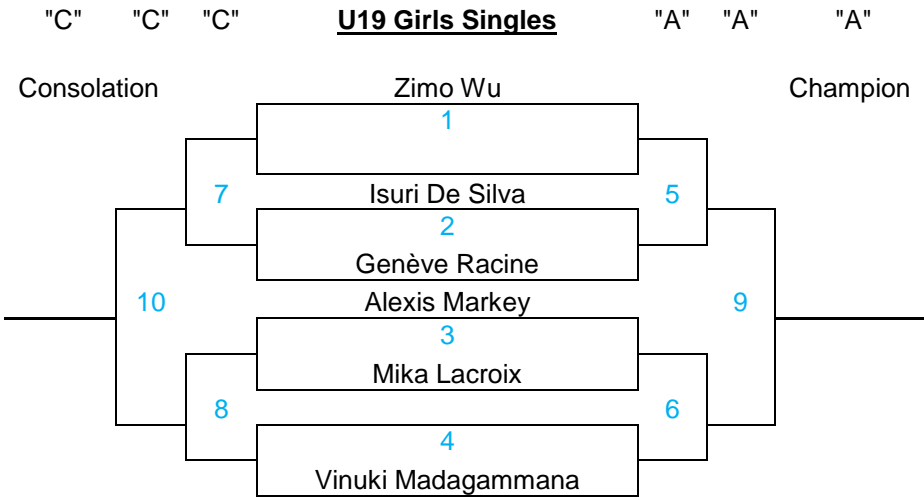 "C" "C" "C" U19 Girls Singles "A" "A" "A"
Consolation Zimo Wu Champion
1
7 Isuri De Silva 5
2
Genève Racine
10 Alexis Markey 9
3
Mika Lacroix
8 6
4
Vinuki Madagammana